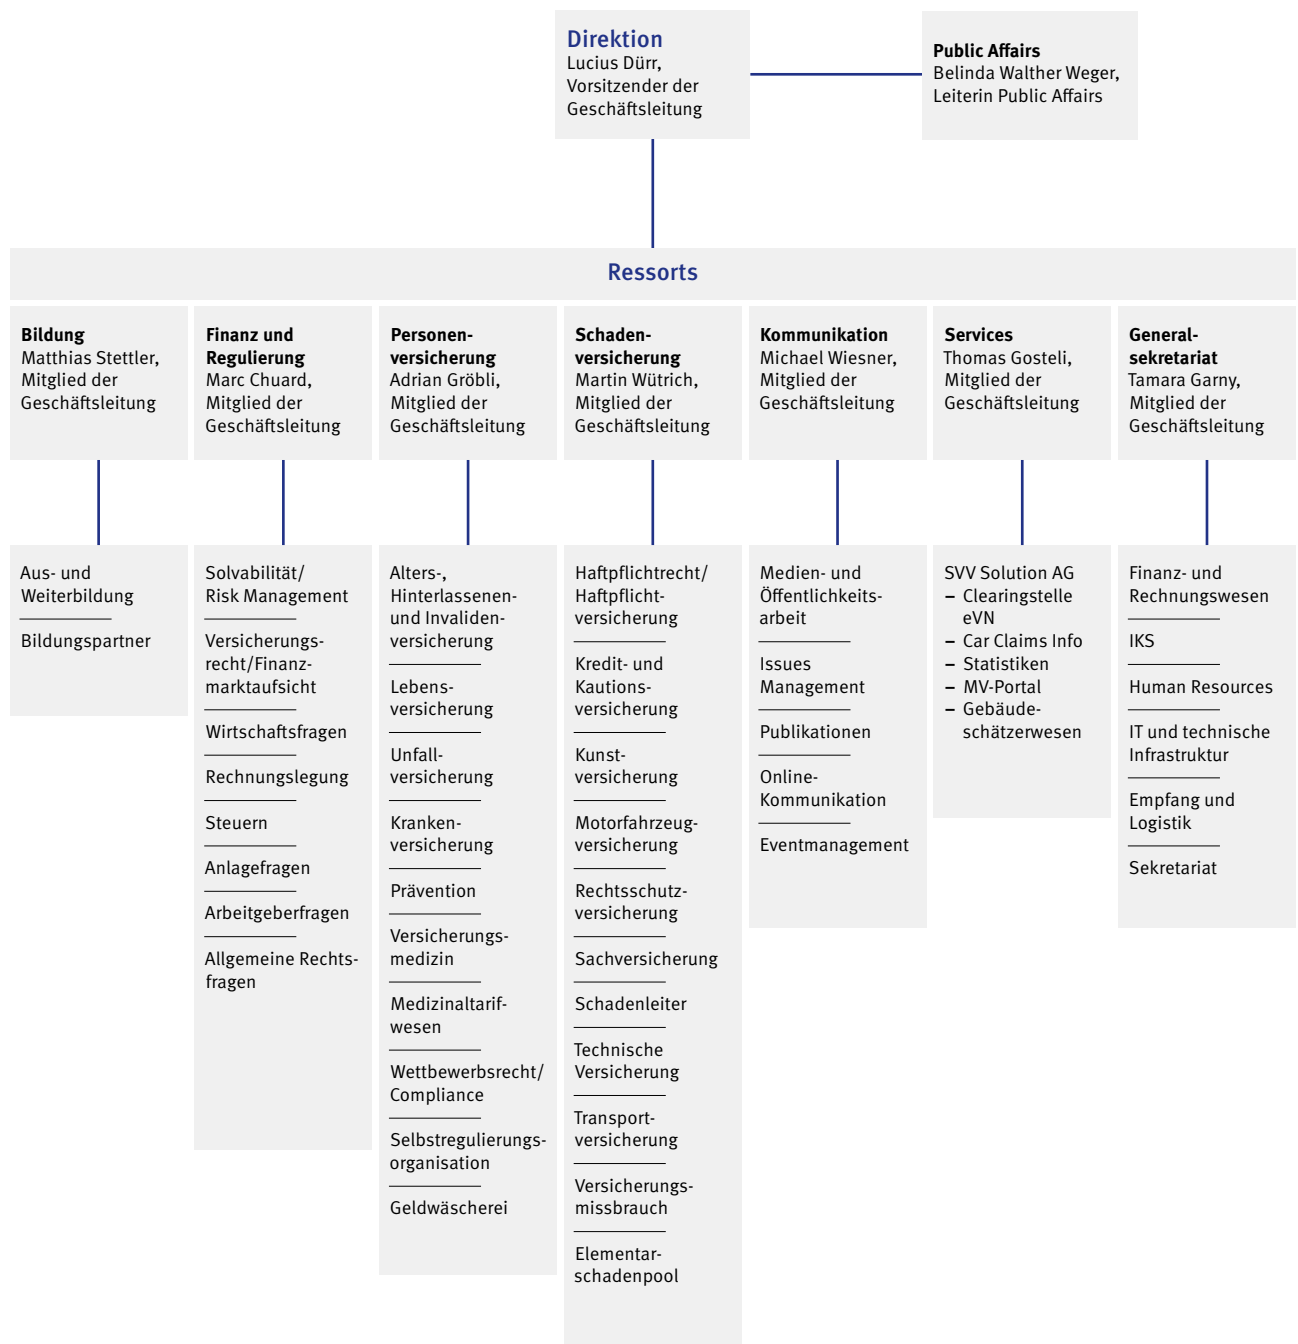 Direktion
Lucius Dürr,
Vorsitzender der
Geschäftsleitung
Public Affairs
Belinda Walther Weger,
Leiterin Public Affairs
Ressorts
Bildung
Matthias Stettler,
Mitglied der
Geschäftsleitung
Finanz und
Regulierung
Marc Chuard,
Mitglied der
Geschäftsleitung
Personen-
versicherung
Adrian Gröbli,
Mitglied der
Geschäftsleitung
Schaden-
versicherung
Martin Wütrich,
Mitglied der
Geschäftsleitung
Kommunikation
Michael Wiesner,
Mitglied der
Geschäftsleitung
Services
Thomas Gosteli,
Mitglied der
Geschäftsleitung
General-
sekretariat
Tamara Garny,
Mitglied der
Geschäftsleitung
Aus- und
Weiterbildung
Bildungspartner
Solvabilität/
Risk Management
Versicherungs-
recht/Finanz-
marktaufsicht
Wirtschaftsfragen
Rechnungslegung
Steuern
Anlagefragen
Arbeitgeberfragen
Allgemeine Rechts-
fragen
Alters-,
Hinterlassenen-
und Invaliden-
versicherung
Lebens-
versicherung
Unfall-
versicherung
Kranken-
versicherung
Prävention
Versicherungs-
medizin
Medizinaltarif-
wesen
Wettbewerbsrecht/
Compliance
Selbstregulierungs-
organisation
Geldwäscherei
Haftpflichtrecht/
Haftpflicht-
versicherung
Kredit- und
Kautions-
versicherung
Kunst-
versicherung
Motorfahrzeug-
versicherung
Rechtsschutz-
versicherung
Sachversicherung
Schadenleiter
Technische
Versicherung
Transport-
versicherung
Versicherungs-
missbrauch
Elementar-
schadenpool
Medien- und
Öffentlichkeits-
arbeit
Issues
Management
Publikationen
Online-
Kommunikation
Eventmanagement
SVV Solution AG
– Clearingstelle
eVN
– Car Claims Info
– Statistiken
– MV-Portal
– Gebäude-
schätzerwesen
Finanz- und
Rechnungswesen
IKS
Human Resources
IT und technische
Infrastruktur
Empfang und
Logistik
Sekretariat